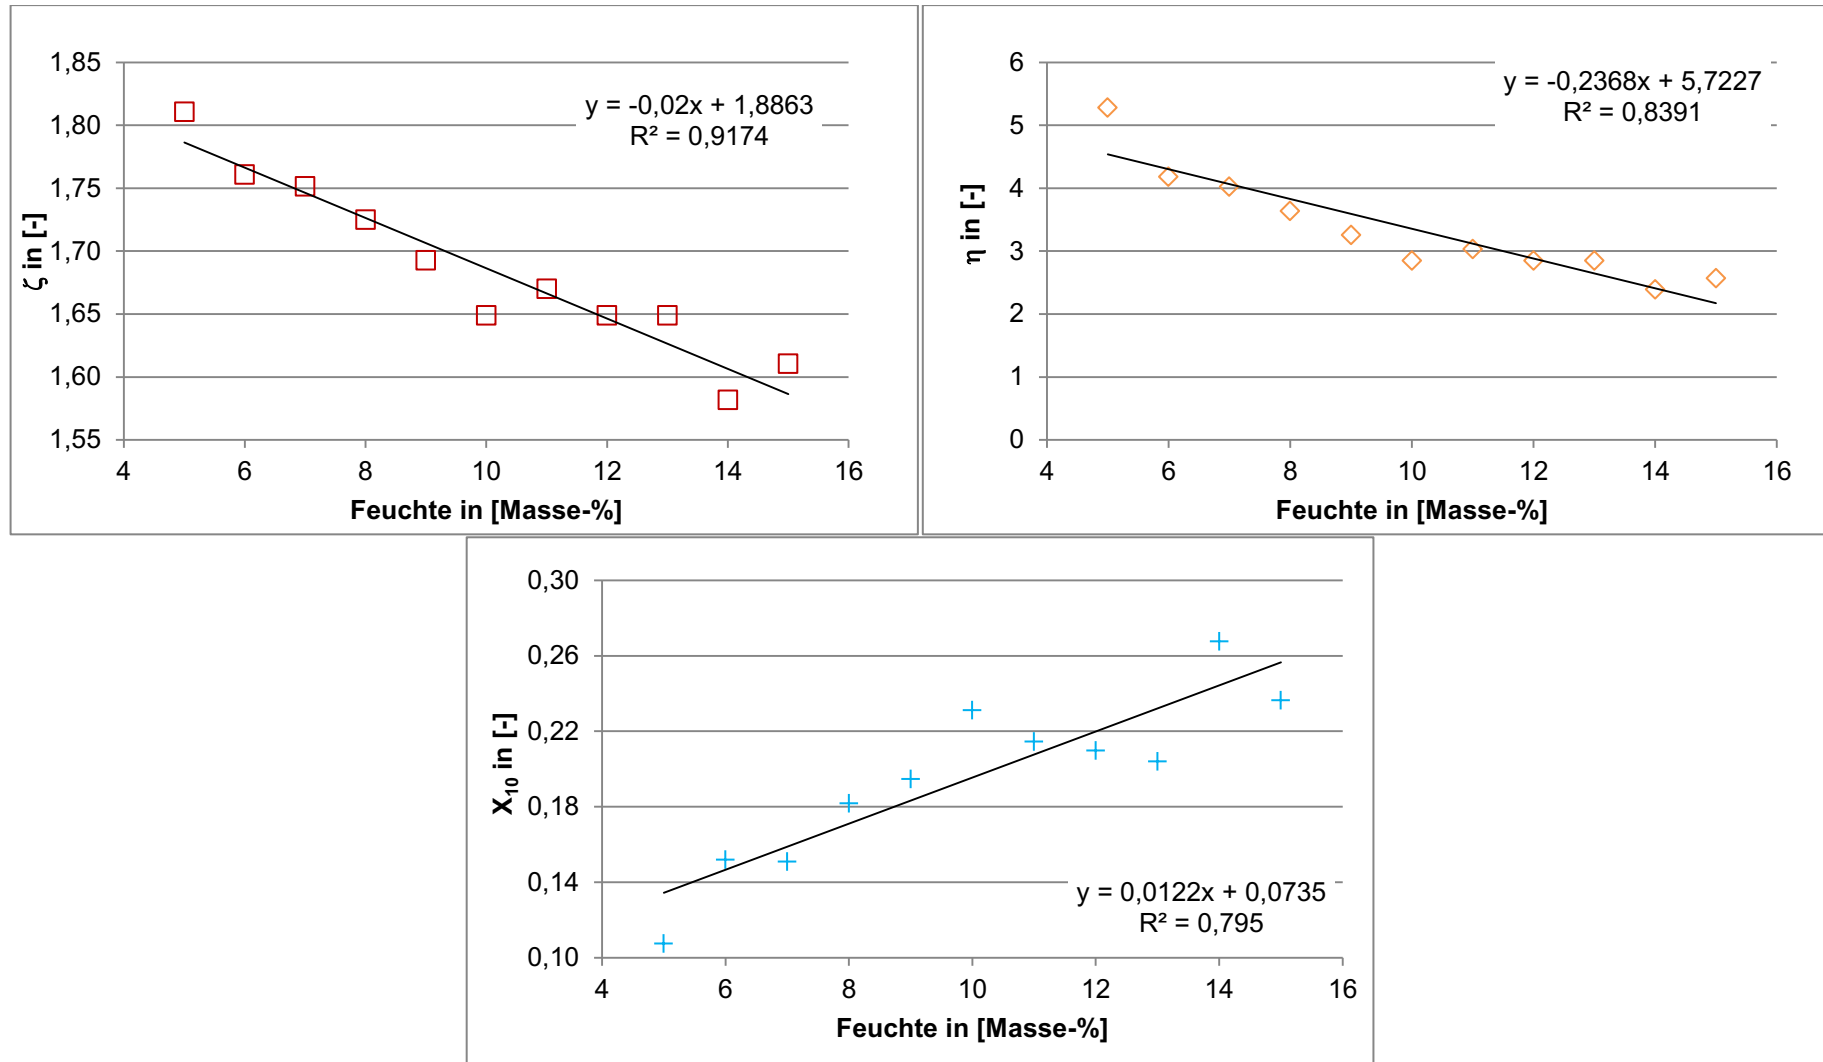 1,85
1,80
1,75
1,70
1,65
1,60
1,55
ζ in [-]
y = -0,02x + 1,8863
R² = 0,9174
4 6 8 10 12 14 16
Feuchte in [Masse-%]
6
5
4
3
2
1
0
η in [-]
y = -0,2368x + 5,7227
R² = 0,8391
4 6 8 10 12 14 16
Feuchte in [Masse-%]
0,30
0,26
0,22
0,18
0,14
0,10
X₁₀ in [-]
y = 0,0122x + 0,0735
R² = 0,795
4 6 8 10 12 14 16
Feuchte in [Masse-%]